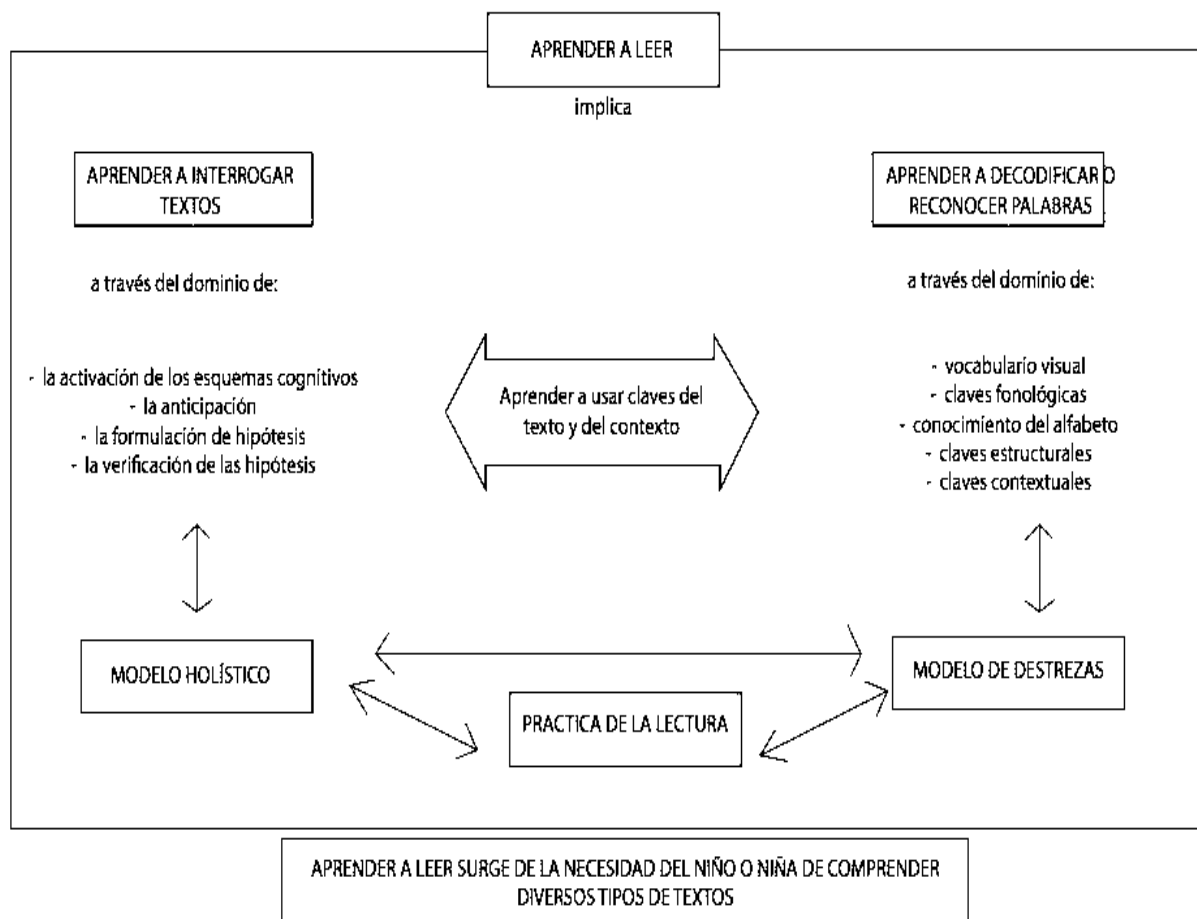 APRENDER A LEER
implica
APRENDER A INTERROGAR
TEXTOS
a través del dominio de:
- la activación de los esquemas cognitivos
- la anticipación
- la formulación de hipótesis
- la verificación de las hipótesis
Aprender a usar claves del
texto y del contexto
APRENDER A DECODIFICAR O
RECONOCER PALABRAS
a través del domínio de:
- vocabularío visual
- claves fonológicas
- conocimiento del alfabeto
- claves estructurales
- claves contextuales
MODELO HOLÍSTICO
PRACTICA DE LA LECTURA
MODELO DE DESTREZAS
APRENDER A LEER SURGE DE LA NECESIDAD DEL NIÑO O NIÑA DE COMPRENDER
DIVERSOS TIPOS DE TEXTOS